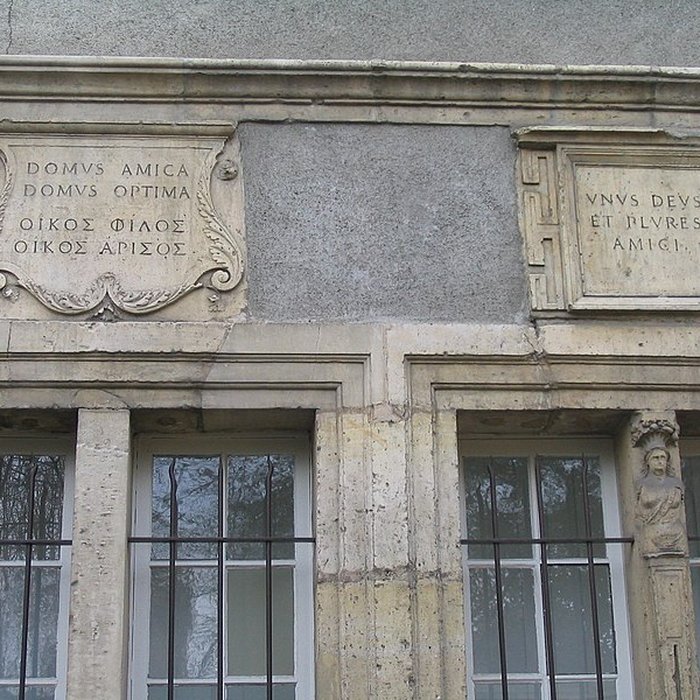 DOMVS AMICA
DOMVS OPTIMA
ΟΙΚΟΣ ΦΙΛΟΣ
ΟΙΚΟΣ ΑΡΙΣΟΣ
VNVS DEVS
ET PLVRES
AMICI